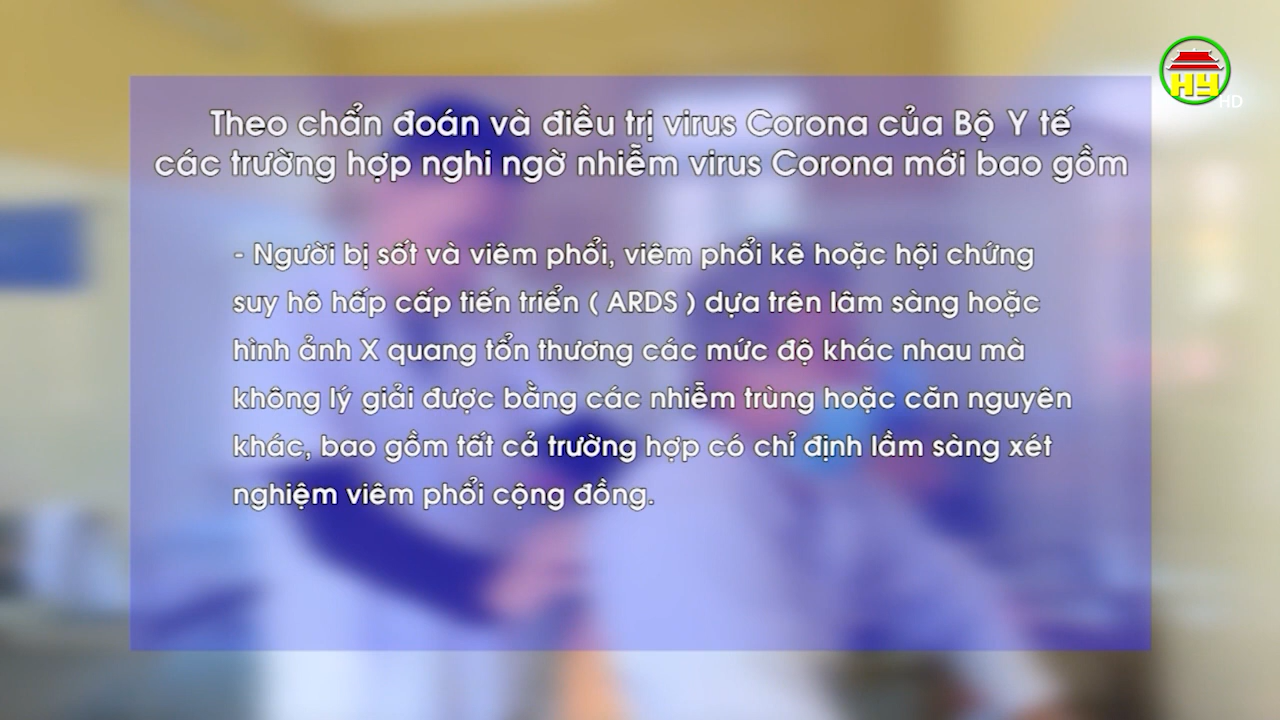 HY
HD
Theo chẩn đoán và điều trị virus Corona của Bộ Y tế
các trường hợp nghi ngờ nhiễm virus Corona mới bao gồm
- Người bị sốt và viêm phổi, viêm phổi kẽ hoặc hội chứng
suy hô hấp cấp tiến triển ( ARDS ) dựa trên lâm sàng hoặc
hình ảnh X quang tổn thương các mức độ khác nhau mà
không lý giải được bằng các nhiễm trùng hoặc căn nguyên
khác, bao gồm tất cả trường hợp có chỉ định lầm sàng xét
nghiệm viêm phổi cộng đồng.